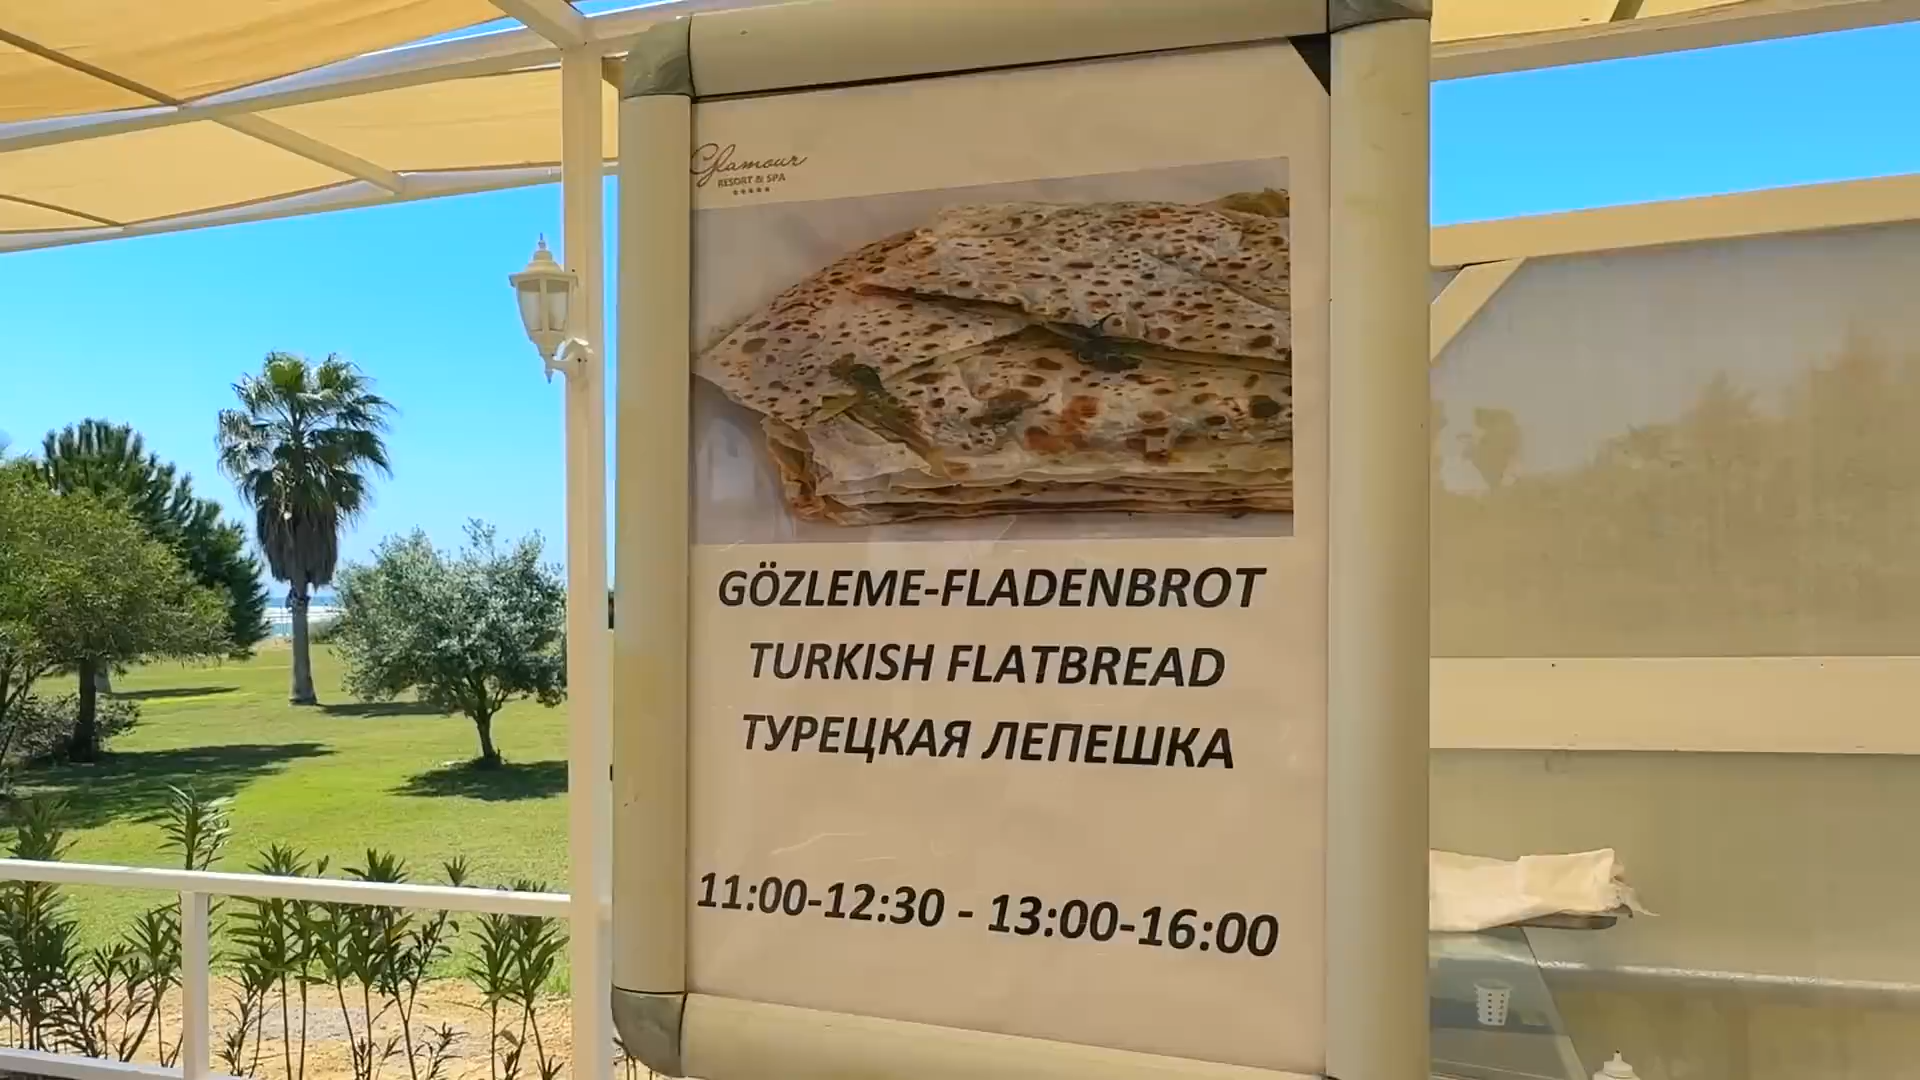 Glamour
RESORT & SPA
GÖZLEME-FLADENBROT
TURKISH FLATBREAD
ТУРЕЦКАЯ ЛЕПЕШКА
11:00-12:30 - 13:00-16:00